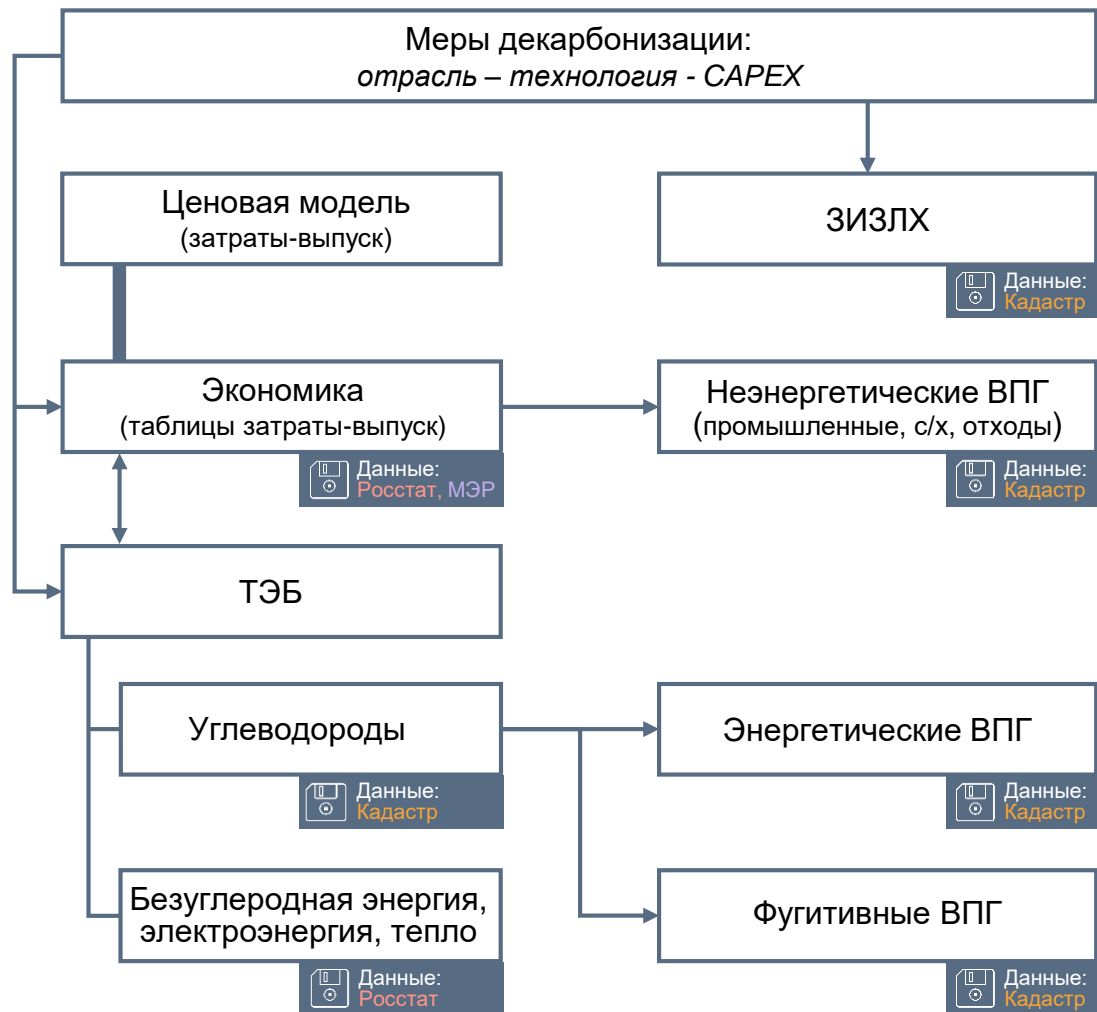 Меры декарбонизации:
отрасль – технология - CAPEX
Ценовая модель
(затраты-выпуск)
ЗИЗЛХ
Данные:
Кадастр
Экономика
(таблицы затраты-выпуск)
Данные:
Росстат, МЭР
Неэнергетические ВПГ
(промышленные, с/х, отходы)
Данные:
Кадастр
ТЭБ
Углеводороды
Данные:
Кадастр
Энергетические ВПГ
Данные:
Кадастр
Безуглеродная энергия,
электроэнергия, тепло
Данные:
Росстат
Фугитивные ВПГ
Данные:
Кадастр